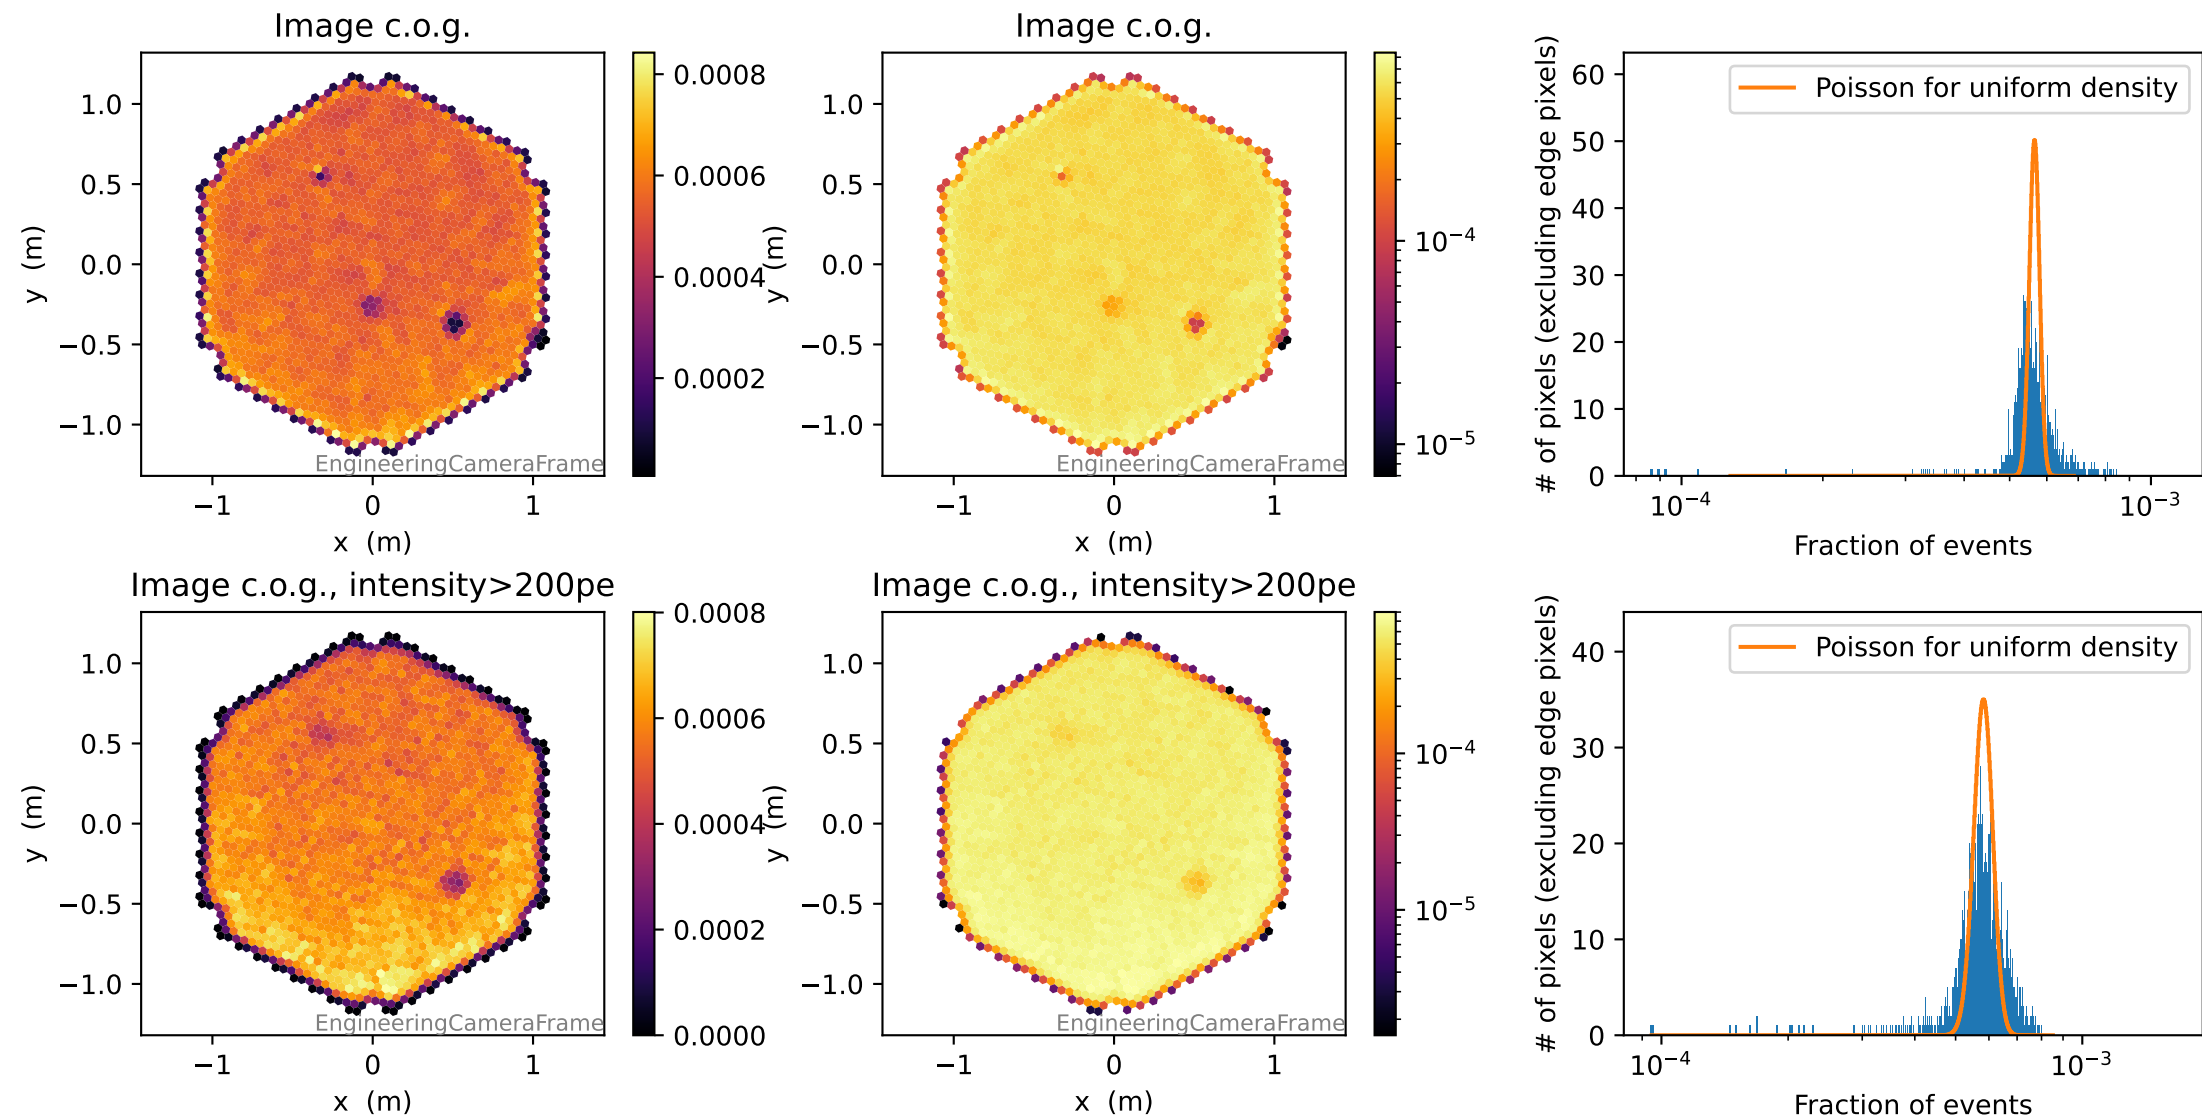 Image c.o.g.
1.0
0.5
0.0
−0.5
−1.0
y (m)
−1
0
1
x (m)
EngineeringCameraFrame
0.0008
0.0006
0.0004
0.0002
Image c.o.g.
1.0
0.5
0.0
−0.5
−1.0
y (m)
−1
0
1
x (m)
EngineeringCameraFrame
10⁻⁴
10⁻⁵
# of pixels (excluding edge pixels)
60
50
40
30
20
10
0
Poisson for uniform density
10⁻⁴
10⁻³
Fraction of events
Image c.o.g., intensity>200pe
1.0
0.5
0.0
−0.5
−1.0
y (m)
−1
0
1
x (m)
EngineeringCameraFrame
0.0008
0.0006
0.0004
0.0002
0.0000
Image c.o.g., intensity>200pe
1.0
0.5
0.0
−0.5
−1.0
y (m)
−1
0
1
x (m)
EngineeringCameraFrame
10⁻⁴
10⁻⁵
# of pixels (excluding edge pixels)
40
30
20
10
0
Poisson for uniform density
10⁻⁴
10⁻³
Fraction of events